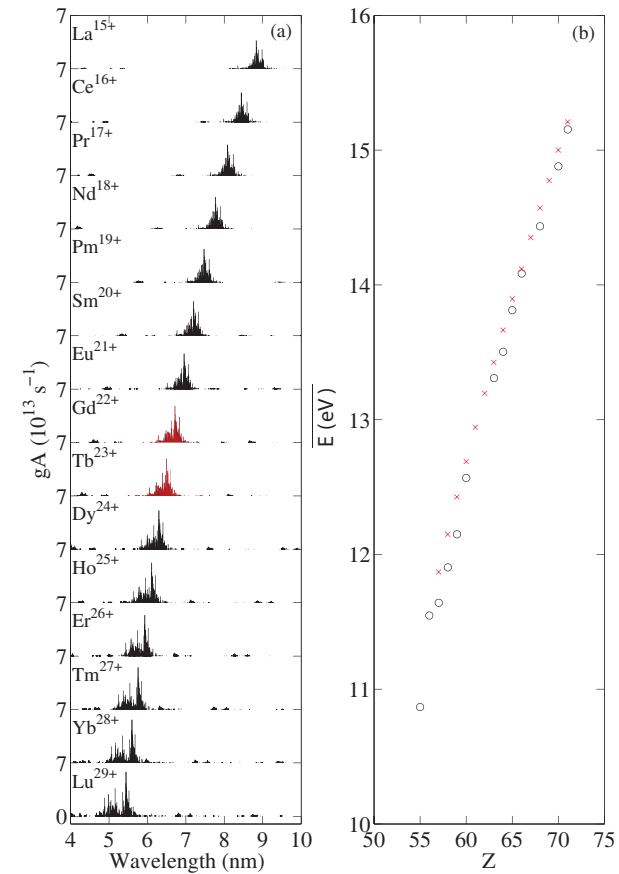 (a)
7
La15+
7
Ce16+
7
Pr17+
7
Nd18+
7
Pm19+
7
Sm20+
7
Eu21+
7
Gd22+
7
Tb23+
7
Dy24+
7
Ho25+
7
Er26+
7
Tm27+
7
Yb28+
7
Lu29+
0
4 5 6 7 8 9 10
Wavelength (nm)
gA (10^13 s^−1)
(b)
16
15
14
13
12
11
10
50 55 60 65 70 75
Z
E (eV)